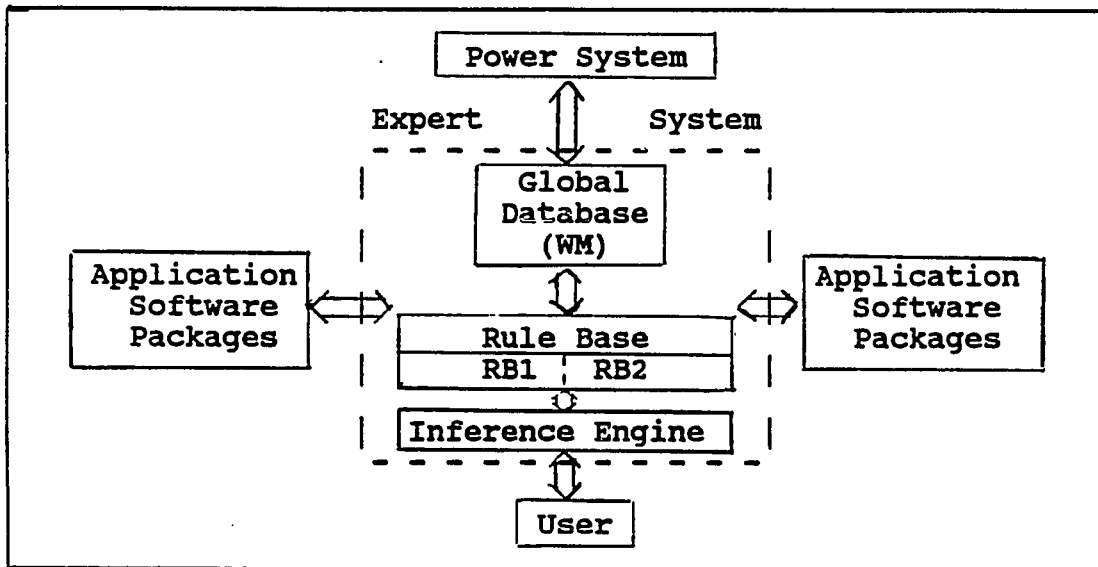 Power System
Expert System
Global
Database
(WM)
Application
Software
Packages
Application
Software
Packages
Rule Base
RB1 RB2
Inference Engine
User